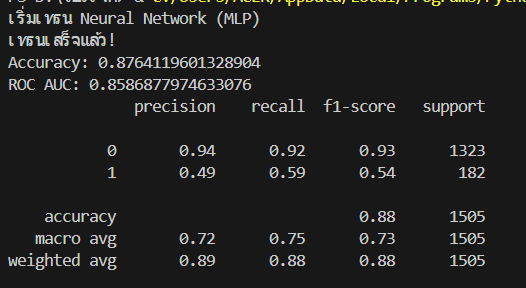 เริ่มเทรน Neural Network (MLP)
เทรนเสร็จแล้ว!
Accuracy: 0.8764119601328904
ROC AUC: 0.8586877974633076
precision recall f1-score support
0 0.94 0.92 0.93 1323
1 0.49 0.59 0.54 182
accuracy 0.88 1505
macro avg 0.72 0.75 0.73 1505
weighted avg 0.89 0.88 0.88 1505